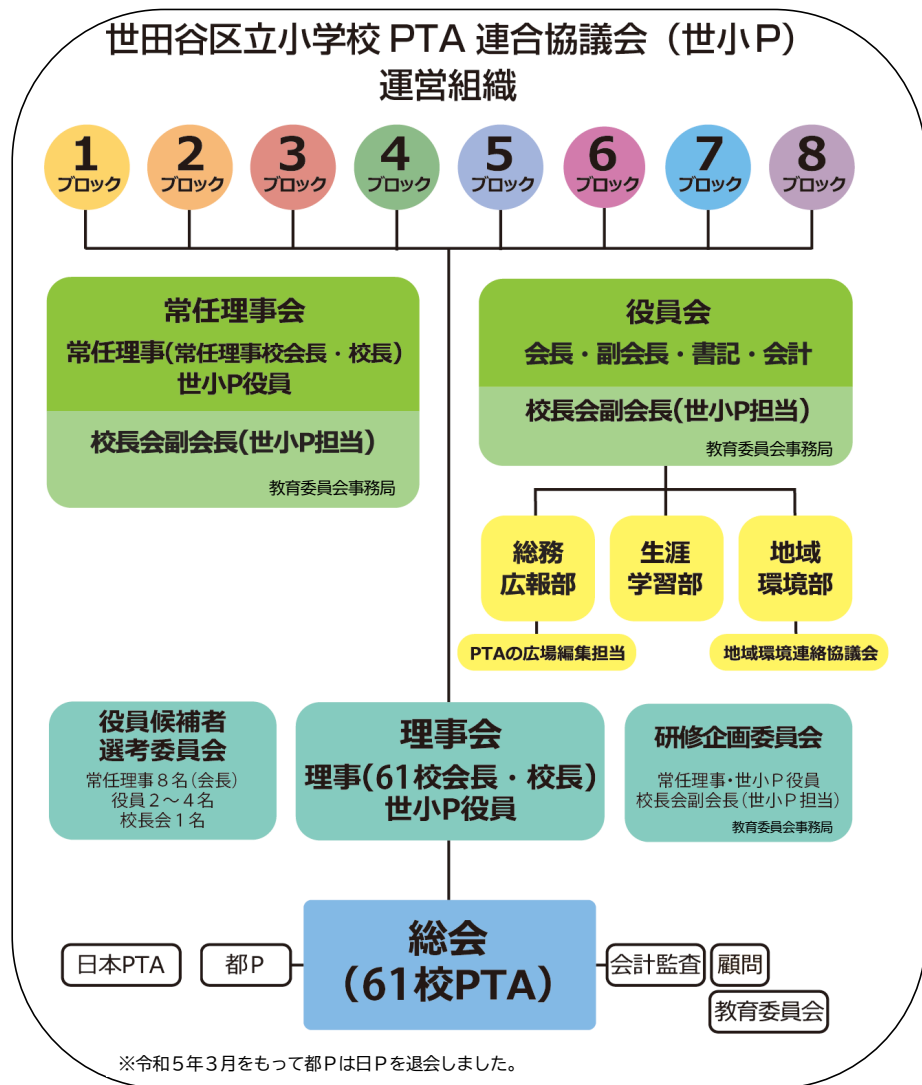 世田谷区立小学校 PTA 連合協議会（世小Ｐ）
運営組織
1
ブロック
2
ブロック
3
ブロック
4
ブロック
5
ブロック
6
ブロック
7
ブロック
8
ブロック
常任理事会
常任理事(常任理事校会長・校長)
世小P役員
校長会副会長(世小P担当)
教育委員会事務局
役員会
会長・副会長・書記・会計
校長会副会長(世小P担当)
教育委員会事務局
総務
広報部
生涯
学習部
地域
環境部
PTAの広場編集担当
地域環境連絡協議会
役員候補者
選考委員会
常任理事８名(会長)
役員２～４名
校長会１名
理事会
理事(61校会長・校長)
世小P役員
研修企画委員会
常任理事・世小Ｐ役員
校長会副会長(世小Ｐ担当)
教育委員会事務局
総会
（61校PTA）
日本PTA
都Ｐ
会計監査
顧問
教育委員会
※令和５年３月をもって都Ｐは日Ｐを退会しました。